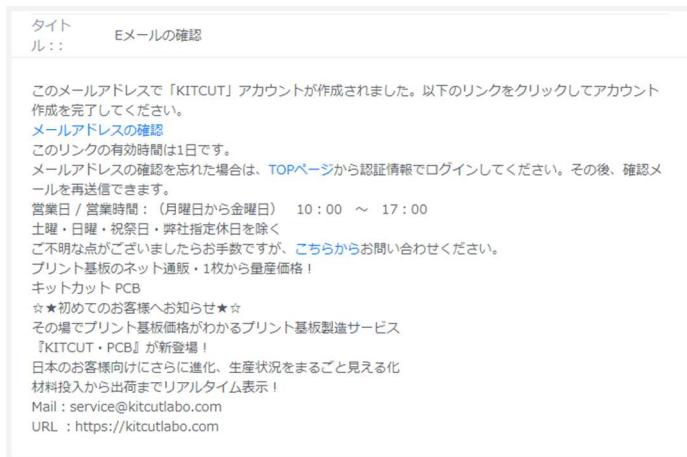 タイト
ル：: Eメールの確認
このメールアドレスで「KITCUT」アカウントが作成されました。以下のリンクをクリックしてアカウント
作成を完了してください。
メールアドレスの確認
このリンクの有効時間は1日です。
メールアドレスの確認を忘れた場合は、TOPページから認証情報でログインしてください。その後、確認メ
ールを再送信できます。
営業日 / 営業時間：（月曜日から金曜日）　10：00　～　17：00
土曜・日曜・祝祭日・弊社指定休日を除く
ご不明な点がございましたらお手数ですが、こちらからお問い合わせください。
プリント基板のネット通販・1枚から量産価格！
キットカット PCB
☆★初めてのお客様へお知らせ★☆
その場でプリント基板価格がわかるプリント基板製造サービス
『KITCUT・PCB』が新登場！
日本のお客様向けにさらに進化、生産状況をまるごと見える化
材料投入から出荷までリアルタイム表示！
Mail：service@kitcutlabo.com
URL ：https://kitcutlabo.com